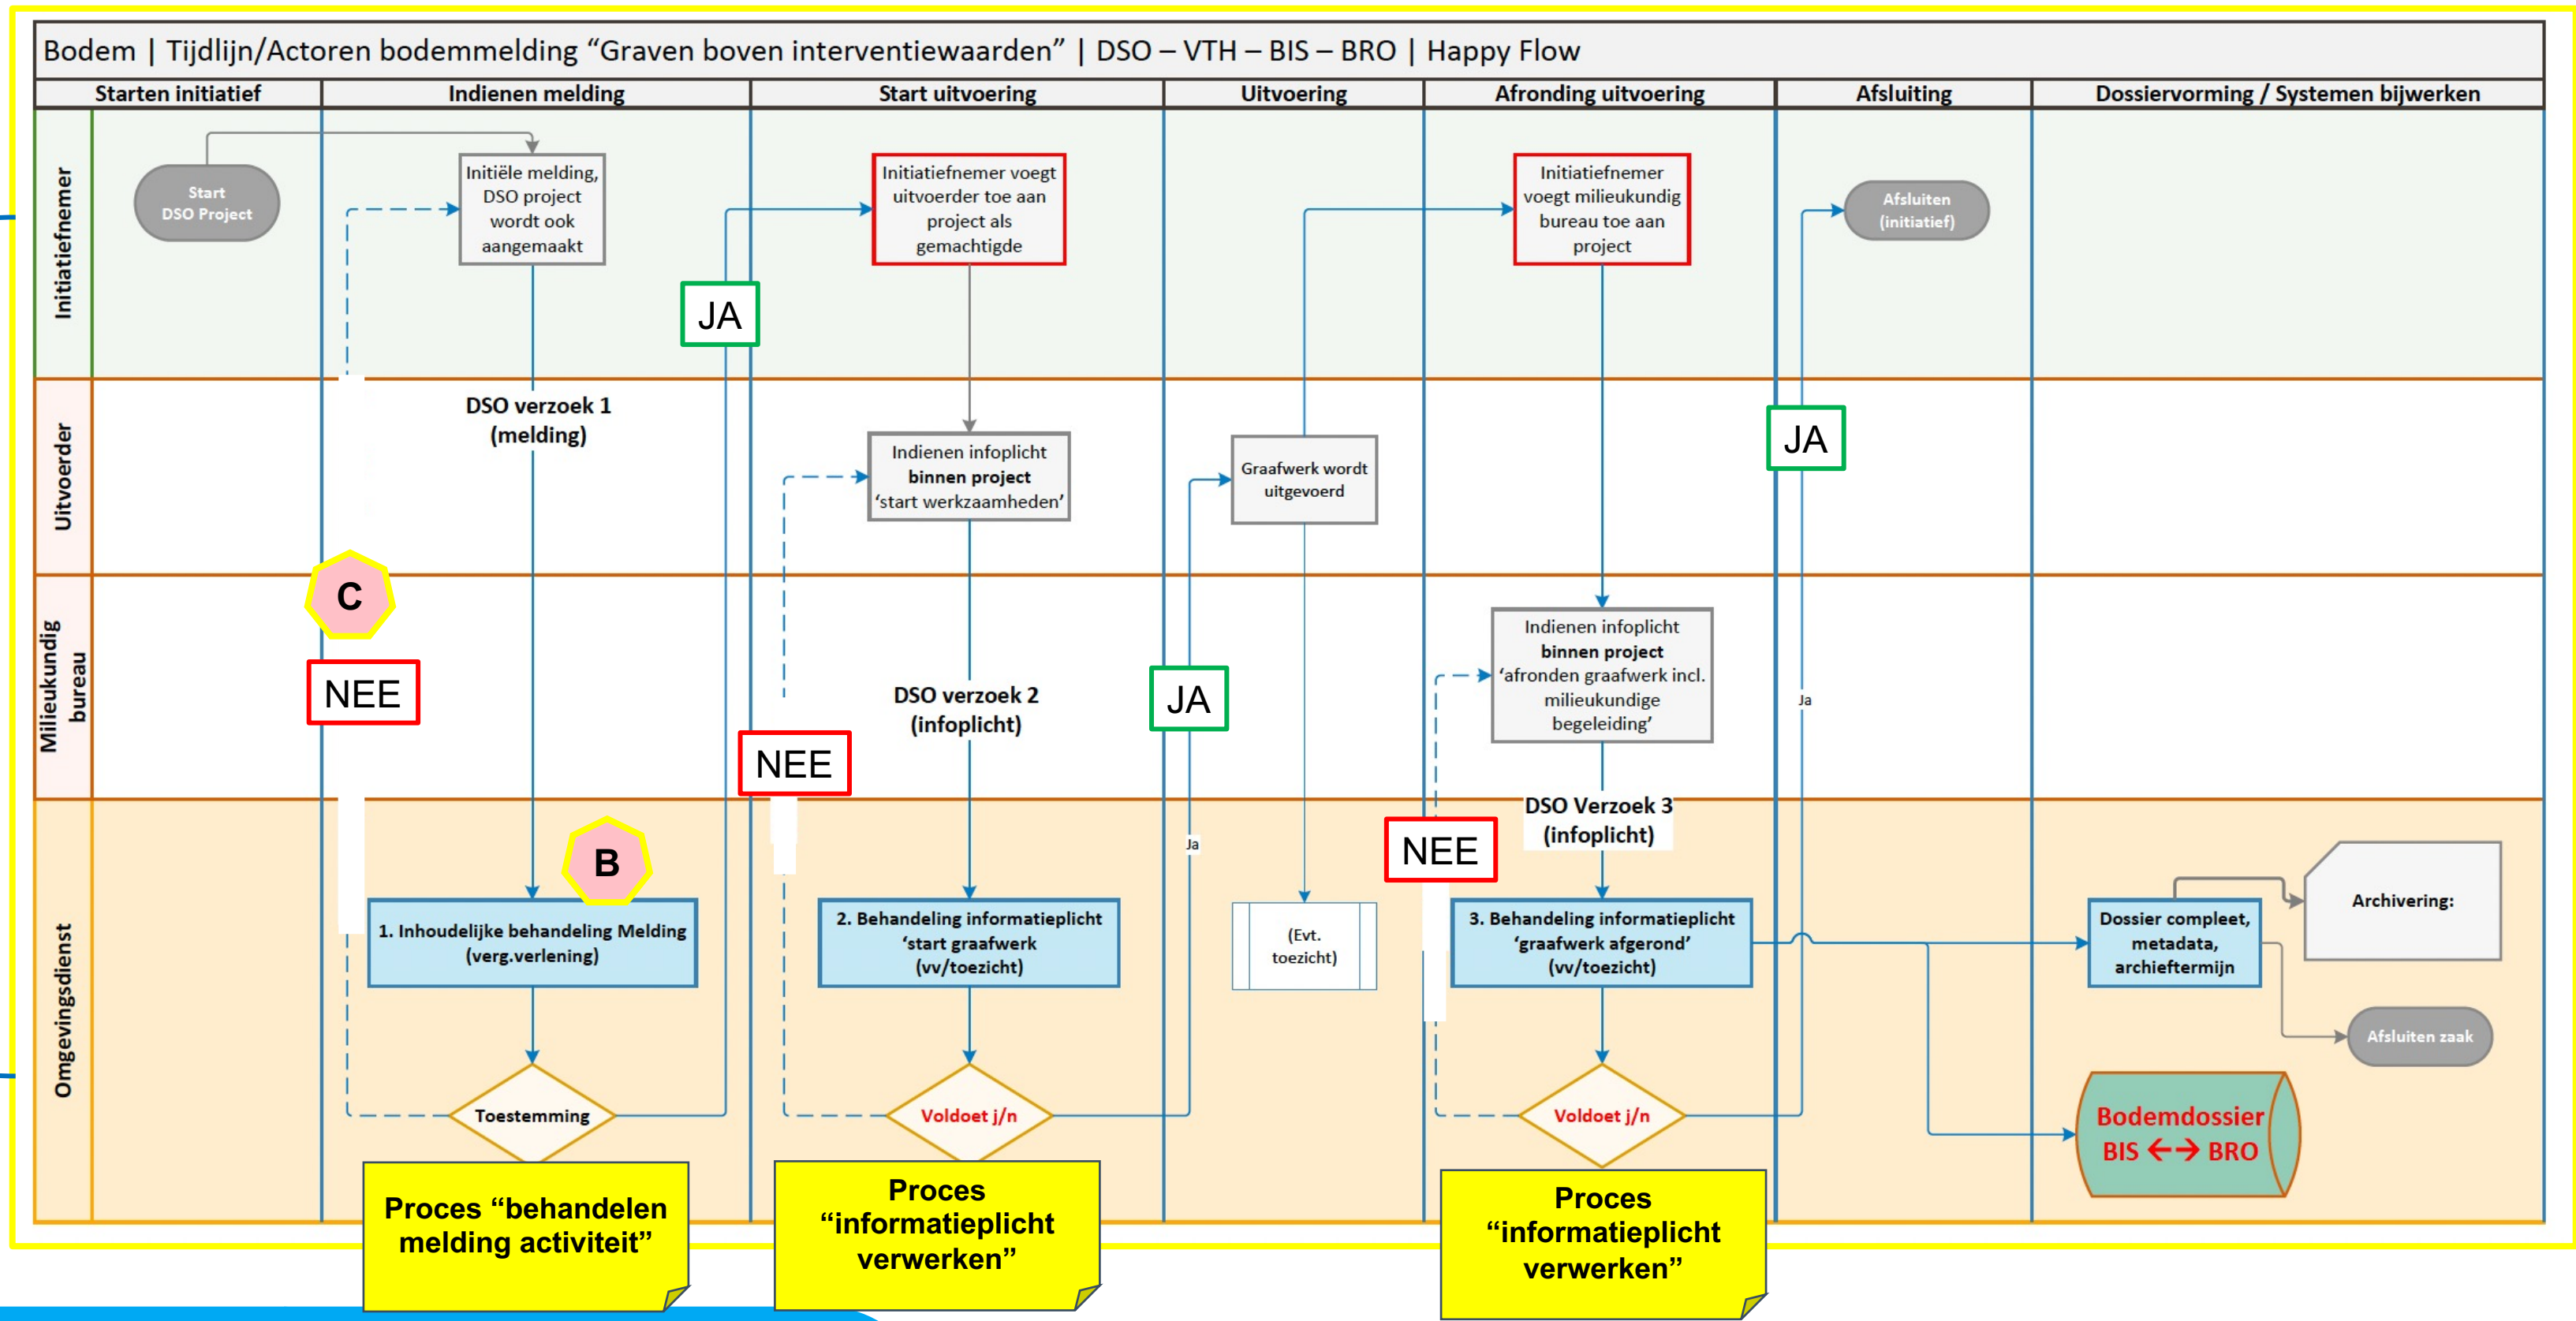 Bodem | Tijdlijn/Actoren bodemmelding “Graven boven interventiewaarden” | DSO – VTH – BIS – BRO | Happy Flow
Starten initiatief
Indienen melding
Start uitvoering
Uitvoering
Afronding uitvoering
Afsluiting
Dossiervorming / Systemen bijwerken
Initiatiefnemer
Start
DSO Project
Initiële melding,
DSO project
wordt ook
aangemaakt
JA
Initiatiefnemer voegt
uitvoerder toe aan
project als
gemachtigde
Initiatiefnemer
voegt milieukundig
bureau toe aan
project
Afsluiten
(initiatief)
Uitvoerder
DSO verzoek 1
(melding)
Indienen infoplicht
binnen project
‘start werkzaamheden’
Graafwerk wordt
uitgevoerd
JA
Milieukundig
bureau
C
NEE
NEE
DSO verzoek 2
(infoplicht)
JA
Indienen infoplicht
binnen project
‘afronden graafwerk incl.
milieukundige
begeleiding’
Ja
Omgevingsdienst
B
1. Inhoudelijke behandeling Melding
(verg.verlening)
Toestemming
2. Behandeling informatieplicht
‘start graafwerk
(vv/toezicht)
Voldoet j/n
Ja
(Evt.
toezicht)
NEE
DSO Verzoek 3
(infoplicht)
3. Behandeling informatieplicht
‘graafwerk afgerond’
(vv/toezicht)
Voldoet j/n
Dossier compleet,
metadata,
archieftermijn
Archivering:
Afsluiten zaak
Bodemdossier
BIS ←→ BRO
Proces “behandelen
melding activiteit”
Proces
“informatieplicht
verwerken”
Proces
“informatieplicht
verwerken”